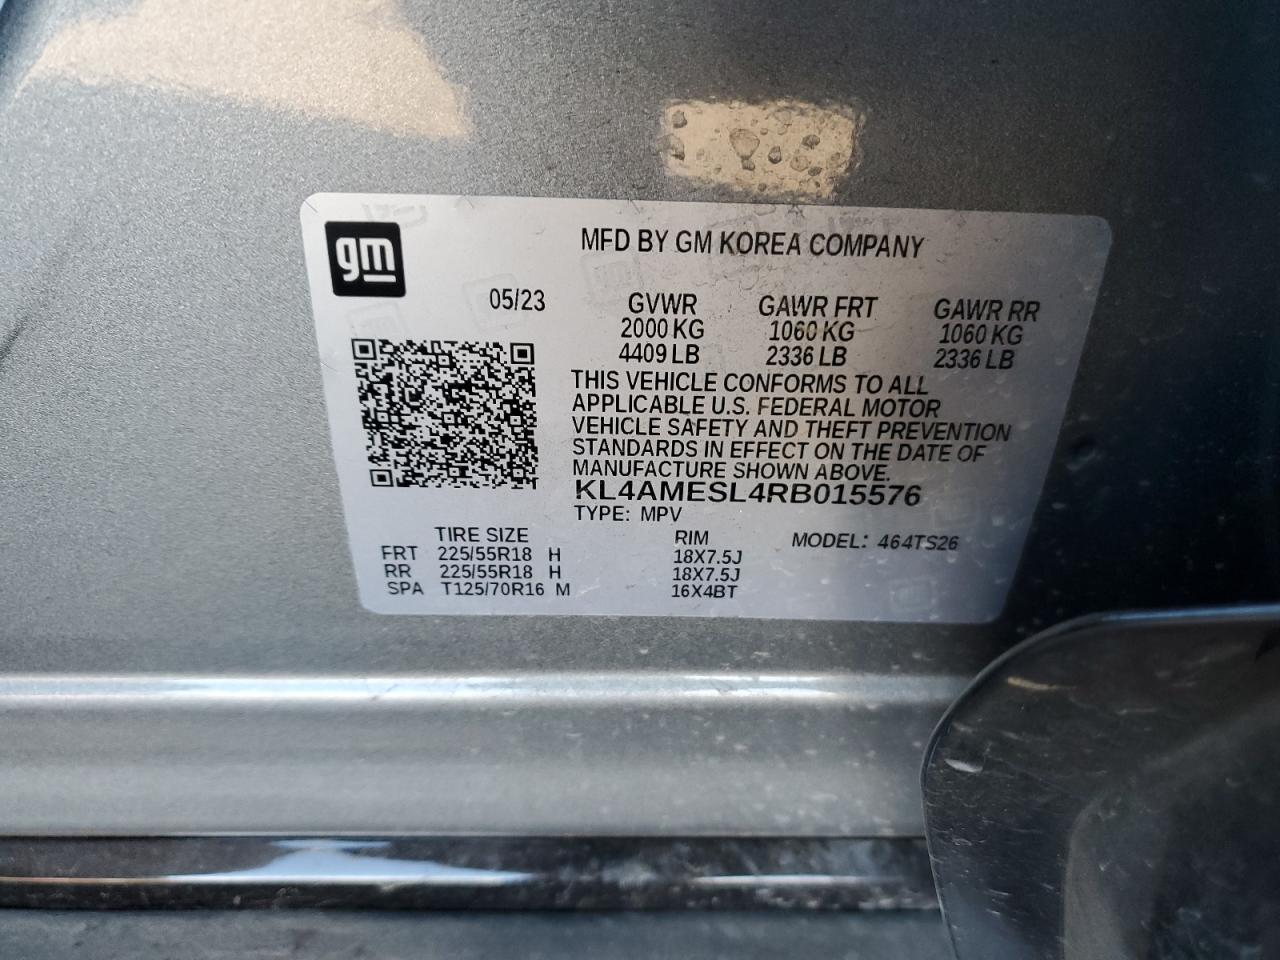 gm
MFD BY GM KOREA COMPANY
05/23 GVWR GAWR FRT GAWR RR
2000 KG 1060 KG 1060 KG
4409 LB 2336 LB 2336 LB
THIS VEHICLE CONFORMS TO ALL
APPLICABLE U.S. FEDERAL MOTOR
VEHICLE SAFETY AND THEFT PREVENTION
STANDARDS IN EFFECT ON THE DATE OF
MANUFACTURE SHOWN ABOVE.
KL4AMESL4RB015576
TYPE: MPV
TIRE SIZE RIM MODEL: 464TS26
FRT 225/55R18 H 18X7.5J
RR 225/55R18 H 18X7.5J
SPA T125/70R16 M 16X4BT